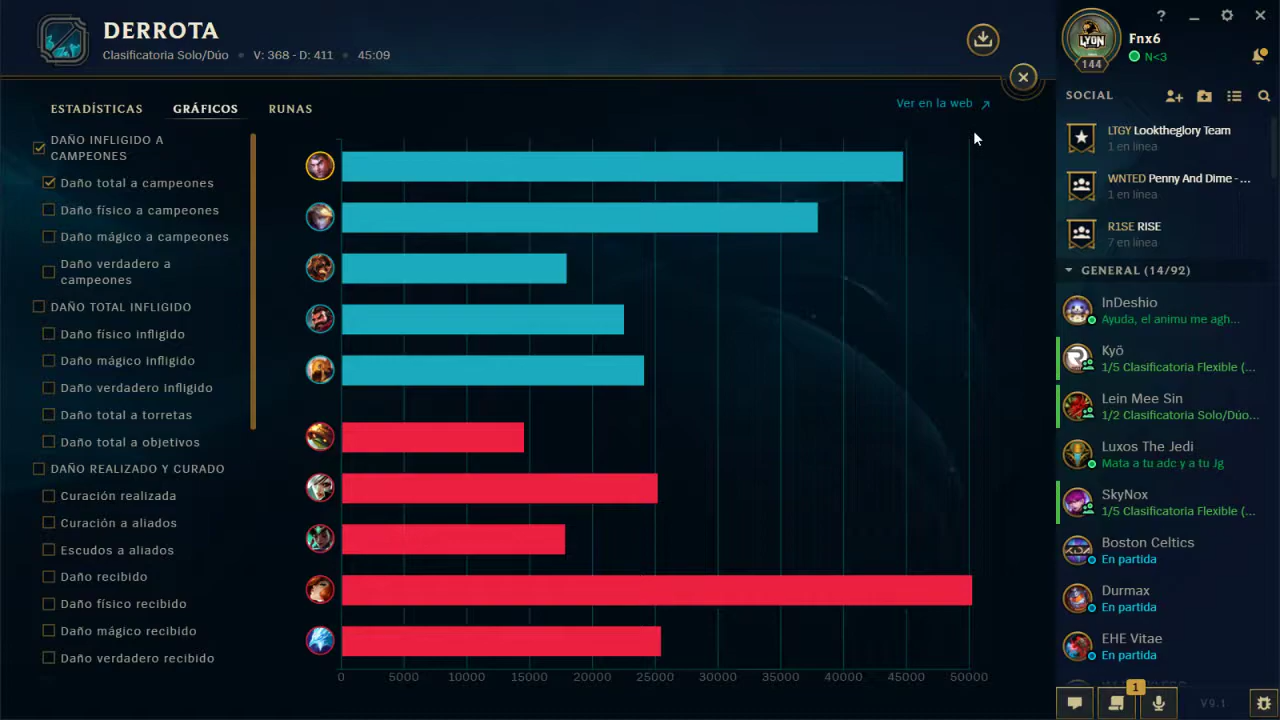 DERROTA
Clasificatoria Solo/Dúo
V: 368 - D: 411
45:09
ESTADÍSTICAS
GRÁFICOS
RUNAS
Ver en la web
DAÑO INFLIGIDO A
CAMPEONES
Daño total a campeones
Daño físico a campeones
Daño mágico a campeones
Daño verdadero a
campeones
DAÑO TOTAL INFLIGIDO
Daño físico infligido
Daño mágico infligido
Daño verdadero infligido
Daño total a torretas
Daño total a objetivos
DAÑO REALIZADO Y CURADO
Curación realizada
Curación a aliados
Escudos a aliados
Daño recibido
Daño físico recibido
Daño mágico recibido
Daño verdadero recibido
0 5000 10000 15000 20000 25000 30000 35000 40000 45000 50000
LYON
144
?
Fnx6
N<3
SOCIAL
LTGY Looktheglory Team
1 en línea
WNTED Penny And Dime - ...
1 en línea
R1SE RISE
7 en línea
GENERAL (14/92)
InDeshio
Ayuda, el animu me agh...
Kyö
1/5 Clasificatoria Flexible (...
Lein Mee Sin
1/2 Clasificatoria Solo/Dúo...
Luxos The Jedi
Mata a tu adc y a tu Jg
SkyNox
1/5 Clasificatoria Flexible (...
Boston Celtics
En partida
Durmax
En partida
EHE Vitae
En partida
1
V9.1